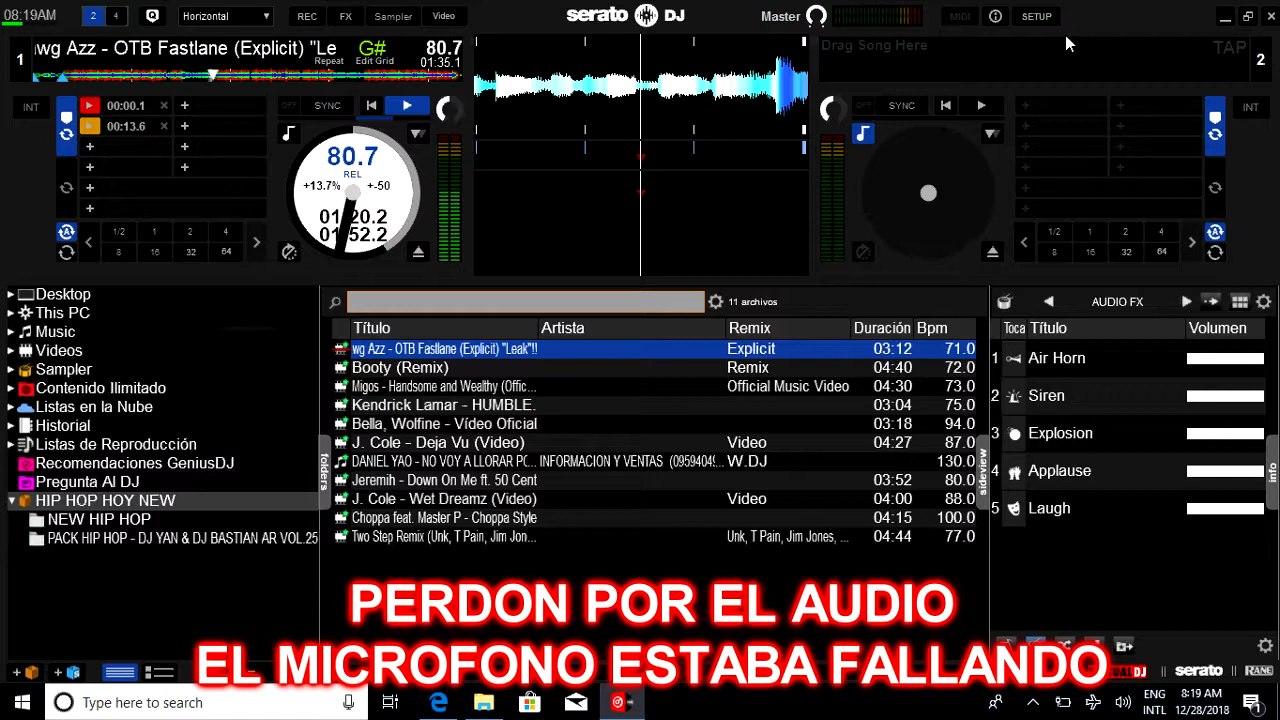 08:19AM 2 4 Horizontal REC FX Sampler Video serato DJ Master MIDI SETUP
1 wg Azz - OTB Fastlane (Explicit) "Le G# 80.7
Repeat Edit Grid 01:35.1
Drag Song Here TAP 2
INT 00:00.1 OFF SYNC
00:13.6
80.7
REL
+13.7% +-50
01:20.2
01:52.2
1/2 1 2 4
8 16 32 64
OFF SYNC INT
1/2 1 2 4
8 16 32 64
Desktop
This PC
Music
Videos
Sampler
Contenido Ilimitado
Listas en la Nube
Historial
Listas de Reproducción
Recomendaciones GeniusDJ
Pregunta Al DJ
HIP HOP HOY NEW
NEW HIP HOP
PACK HIP HOP - DJ YAN & DJ BASTIAN AR VOL.25
folders
11 archivos
Título Artista Remix Duración Bpm
wg Azz - OTB Fastlane (Explicit) "Leak"!! Explicit 03:12 71.0
Booty (Remix) Remix 04:40 72.0
Migos - Handsome and Wealthy (Offic... Official Music Video 04:30 73.0
Kendrick Lamar - HUMBLE. 03:04 75.0
Bella, Wolfine - Vídeo Oficial 03:18 94.0
J. Cole - Deja Vu (Video) Video 04:27 87.0
DANIEL YAO - NO VOY A LLORAR PO INFORMACION Y VENTAS (0959404... W.DJ 130.0
Jeremih - Down On Me ft. 50 Cent 03:52 80.0
J. Cole - Wet Dreamz (Video) Video 04:00 88.0
Choppa feat. Master P - Choppa Style 04:15 100.0
Two Step Remix (Unk, T Pain, Jim Jon... Unk, T Pain, Jim Jones, ... 04:44 77.0
sideview
AUDIO FX
Toca Título Volumen
1 Air Horn
2 Siren
3 Explosion
4 Applause
5 Laugh
info
PERDON POR EL AUDIO
EL MICROFONO ESTABA FALLANDO
serato RANE
Type here to search
ENG 8:19 AM
INTL 12/28/2018 1